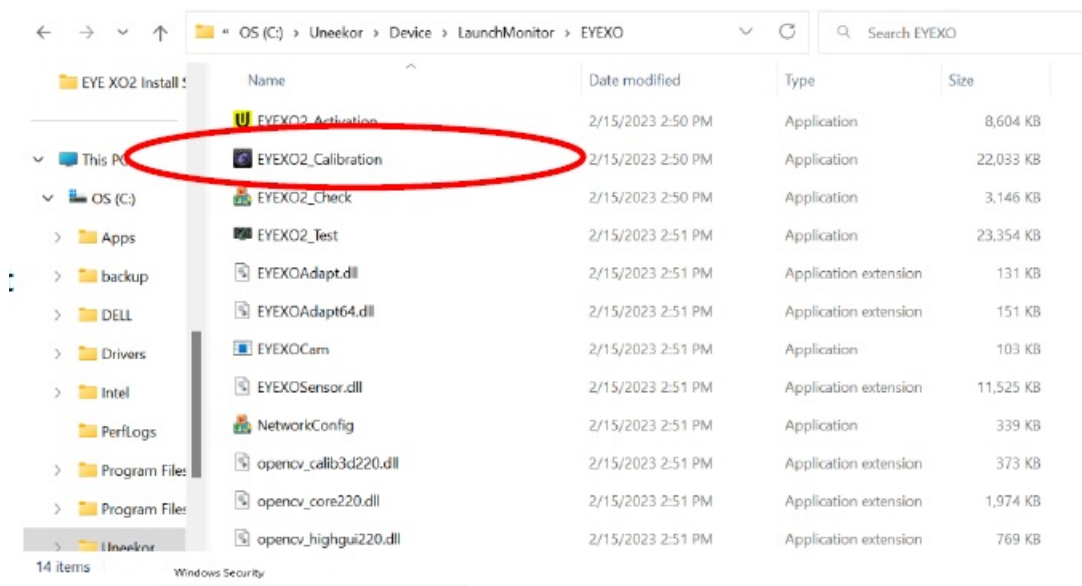 OS (C:) > Uneekor > Device > LaunchMonitor > EYEXO Search EYEXO
EYE XO2 Install S
Name Date modified Type Size
EYEXO2_Activation 2/15/2023 2:50 PM Application 8,604 KB
This PC EYEXO2_Calibration 2/15/2023 2:50 PM Application 22,033 KB
OS (C:) EYEXO2_Check 2/15/2023 2:50 PM Application 3,146 KB
Apps EYEXO2_Test 2/15/2023 2:51 PM Application 23,354 KB
backup EYEXOAdapt.dll 2/15/2023 2:51 PM Application extension 131 KB
DELL EYEXOAdapt64.dll 2/15/2023 2:51 PM Application extension 151 KB
Drivers EYEXOCam 2/15/2023 2:51 PM Application 103 KB
Intel EYEXOSensor.dll 2/15/2023 2:51 PM Application extension 11,525 KB
PerfLogs NetworkConfig 2/15/2023 2:51 PM Application 339 KB
Program Files opencv_calib3d220.dll 2/15/2023 2:51 PM Application extension 373 KB
Program Files opencv_core220.dll 2/15/2023 2:51 PM Application extension 1,974 KB
Uneekor opencv_highgui220.dll 2/15/2023 2:51 PM Application extension 769 KB
14 items
Windows Security